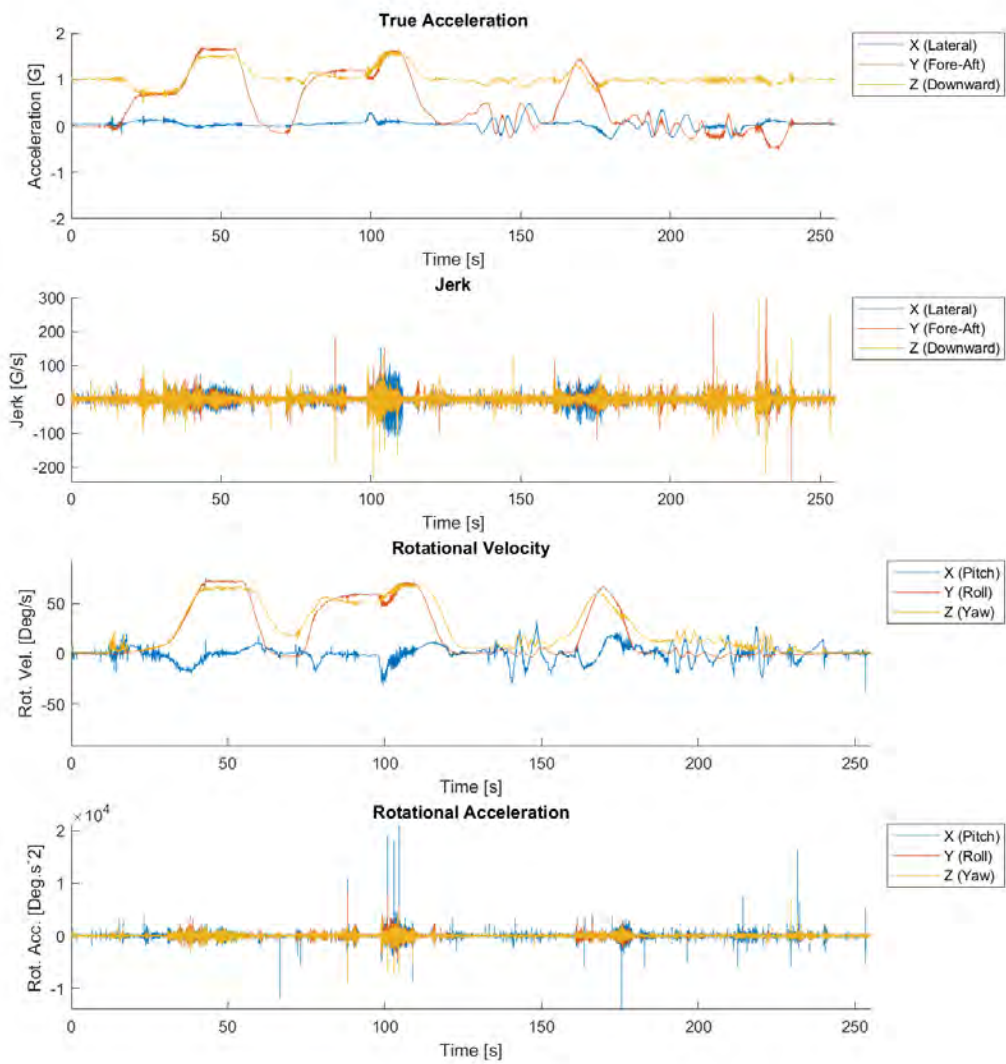 True Acceleration
Acceleration [G]
2
1
0
-1
-2
0 50 100 150 200 250
Time [s]
X (Lateral)
Y (Fore-Aft)
Z (Downward)
Jerk
Jerk [G/s]
300
200
100
0
-100
-200
0 50 100 150 200 250
Time [s]
X (Lateral)
Y (Fore-Aft)
Z (Downward)
Rotational Velocity
Rot. Vel. [Deg/s]
50
0
-50
0 50 100 150 200 250
Time [s]
X (Pitch)
Y (Roll)
Z (Yaw)
Rotational Acceleration
× 10^4
Rot. Acc. [Deg.s^2]
2
1
0
-1
0 50 100 150 200 250
Time [s]
X (Pitch)
Y (Roll)
Z (Yaw)